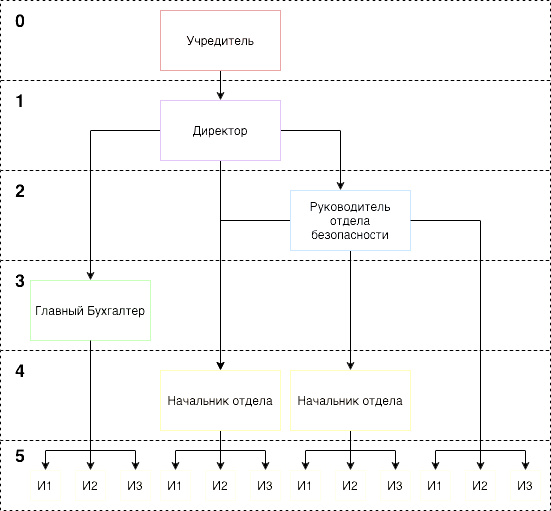 0
Учредитель
1
Директор
2
Руководитель
отдела
безопасности
3
Главный Бухгалтер
4
Начальник отдела
Начальник отдела
5
И1 И2 И3 И1 И2 И3 И1 И2 И3 И1 И2 И3